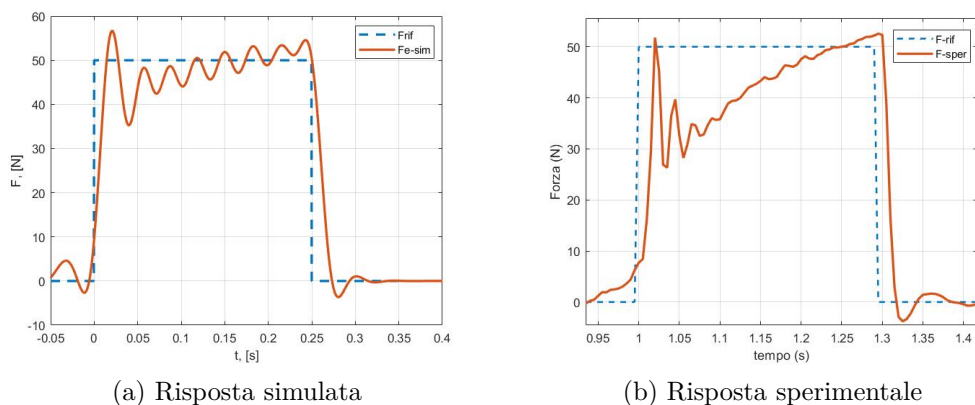 60
50
40
30
20
10
0
-10
F, [N]
-0.05 0 0.05 0.1 0.15 0.2 0.25 0.3 0.35 0.4
t, [s]
Frif
Fe-sim
(a) Risposta simulata
50
40
30
20
10
0
Forza (N)
0.95 1 1.05 1.1 1.15 1.2 1.25 1.3 1.35 1.4
tempo (s)
F-rif
F-sper
(b) Risposta sperimentale